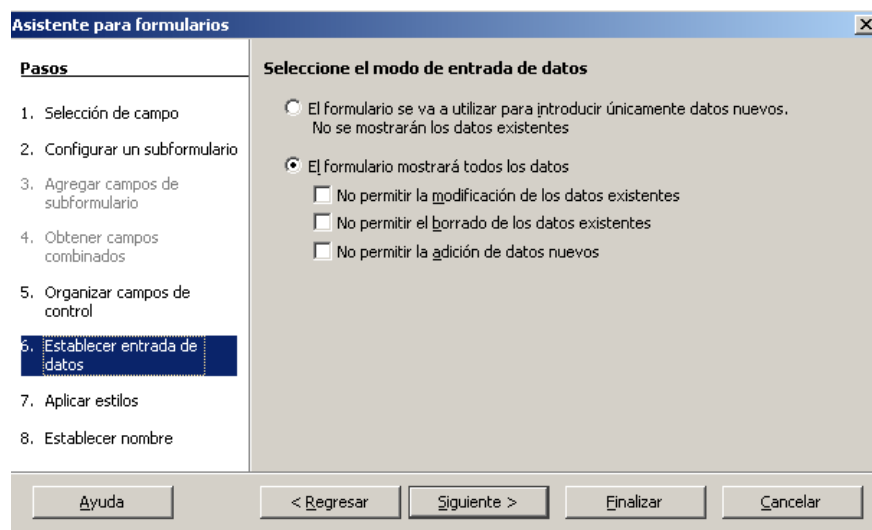 Asistente para formularios
Pasos
1. Selección de campo
2. Configurar un subformulario
3. Agregar campos de
subformulario
4. Obtener campos
combinados
5. Organizar campos de
control
6. Establecer entrada de
datos
7. Aplicar estilos
8. Establecer nombre
Seleccione el modo de entrada de datos
El formulario se va a utilizar para introducir únicamente datos nuevos.
No se mostrarán los datos existentes
El formulario mostrará todos los datos
No permitir la modificación de los datos existentes
No permitir el borrado de los datos existentes
No permitir la adición de datos nuevos
Ayuda
< Regresar
Siguiente >
Finalizar
Cancelar